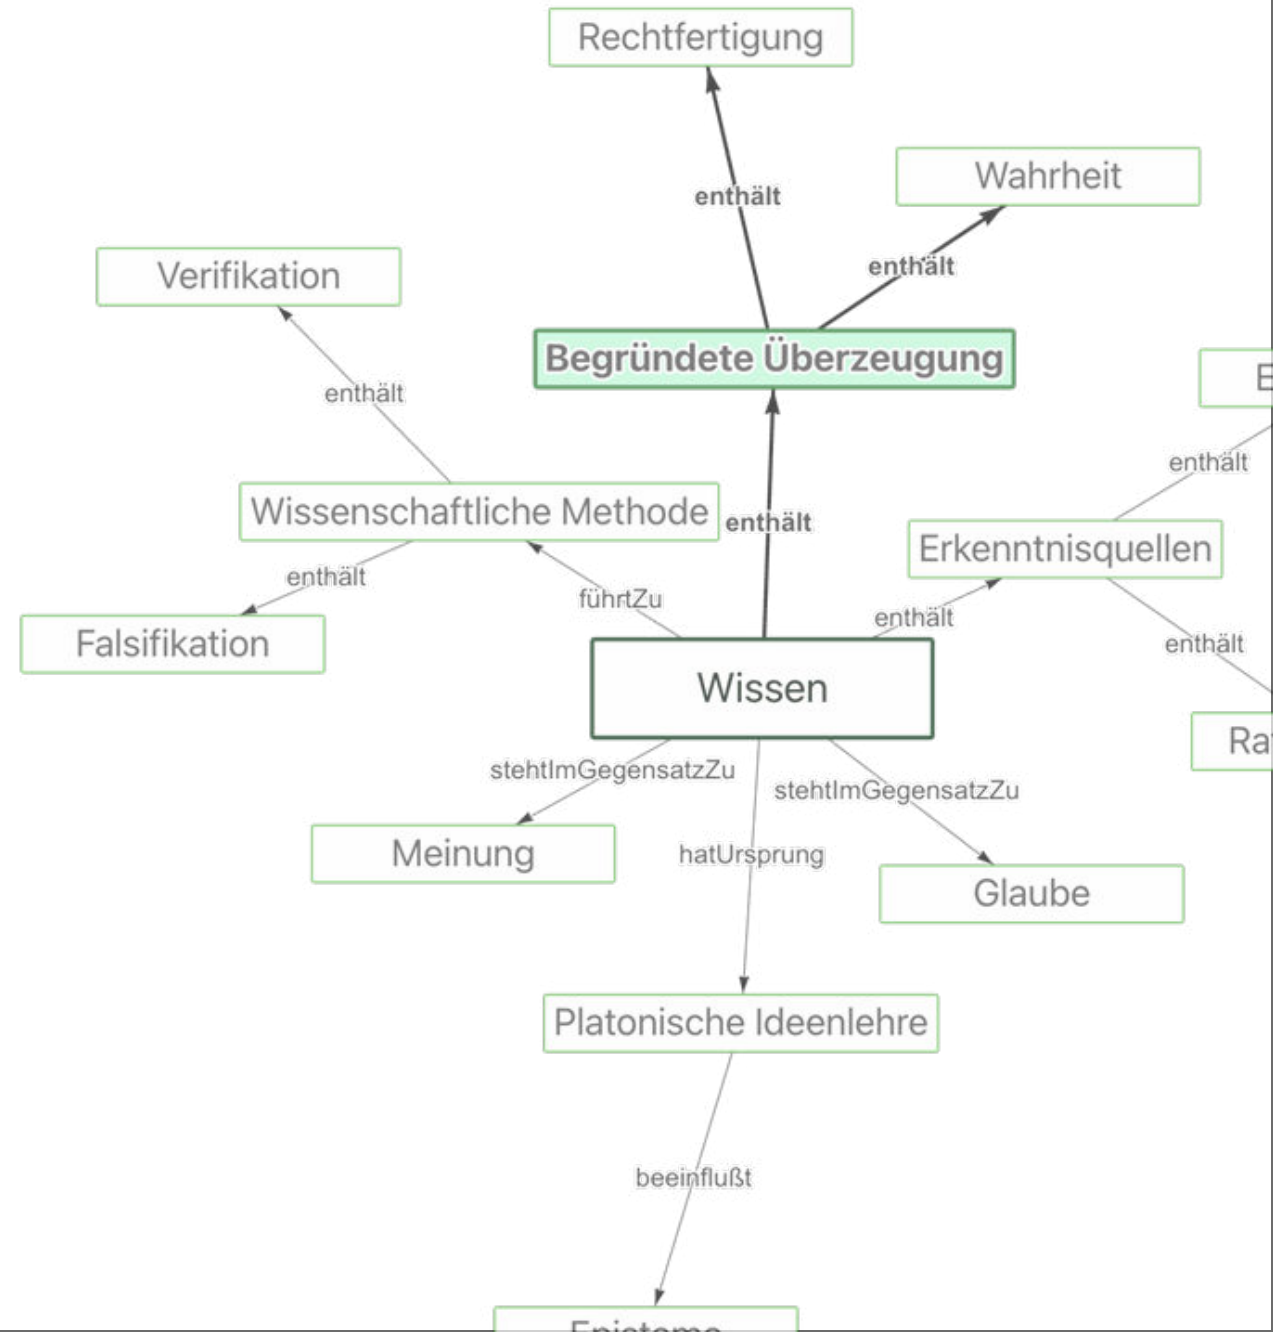 Rechtfertigung
Wahrheit
enthält
enthält
Verifikation
Begründete Überzeugung
enthält
enthält
Wissenschaftliche Methode
enthält
Erkenntnisquellen
enthält
führtZu
enthält
enthält
Falsifikation
Wissen
stehtImGegensatzZu
stehtImGegensatzZu
Meinung
hatUrsprung
Glaube
Platonische Ideenlehre
beeinflußt